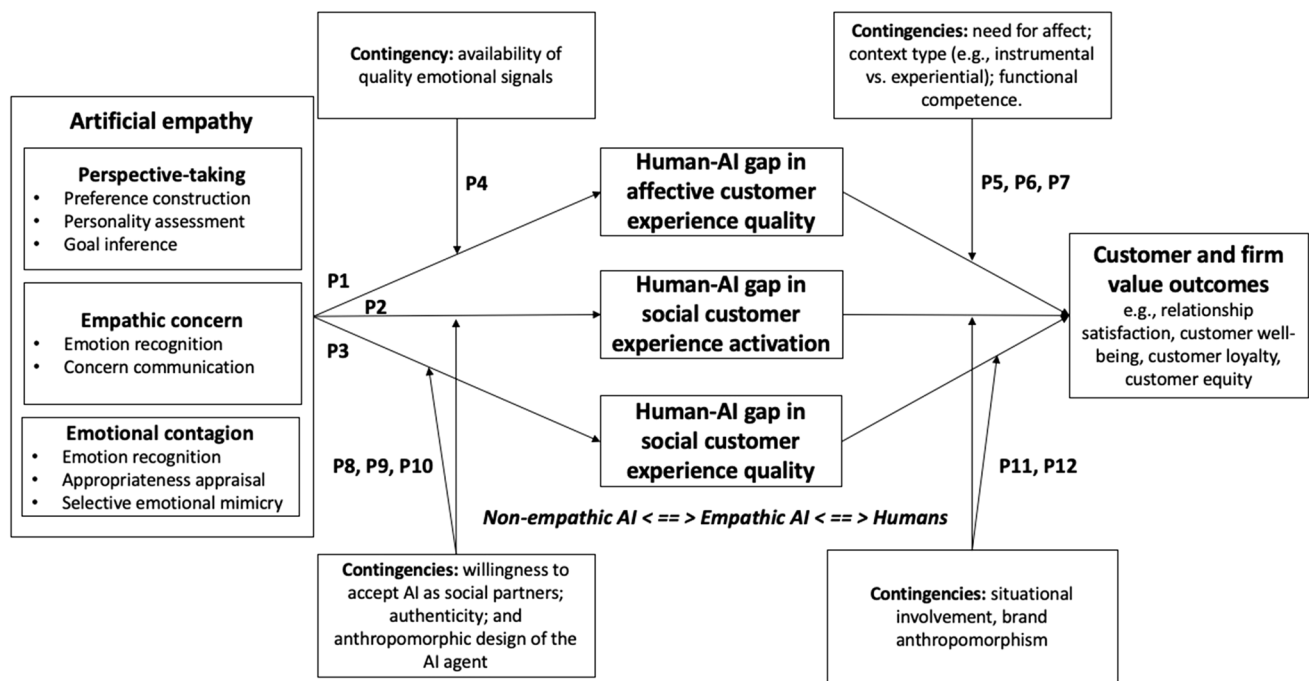 Artificial empathy
Perspective-taking
• Preference construction
• Personality assessment
• Goal inference
Empathic concern
• Emotion recognition
• Concern communication
Emotional contagion
• Emotion recognition
• Appropriateness appraisal
• Selective emotional mimicry
Contingency: availability of
quality emotional signals
P4
P1
P2
P3
P8, P9, P10
Contingencies: willingness to
accept AI as social partners;
authenticity; and
anthropomorphic design of the
AI agent
Human-AI gap in
affective customer
experience quality
Human-AI gap in
social customer
experience activation
Human-AI gap in
social customer
experience quality
Non-empathic AI < == > Empathic AI < == > Humans
Contingencies: need for affect;
context type (e.g., instrumental
vs. experiential); functional
competence.
P5, P6, P7
P11, P12
Contingencies: situational
involvement, brand
anthropomorphism
Customer and firm
value outcomes
e.g., relationship
satisfaction, customer well-
being, customer loyalty,
customer equity